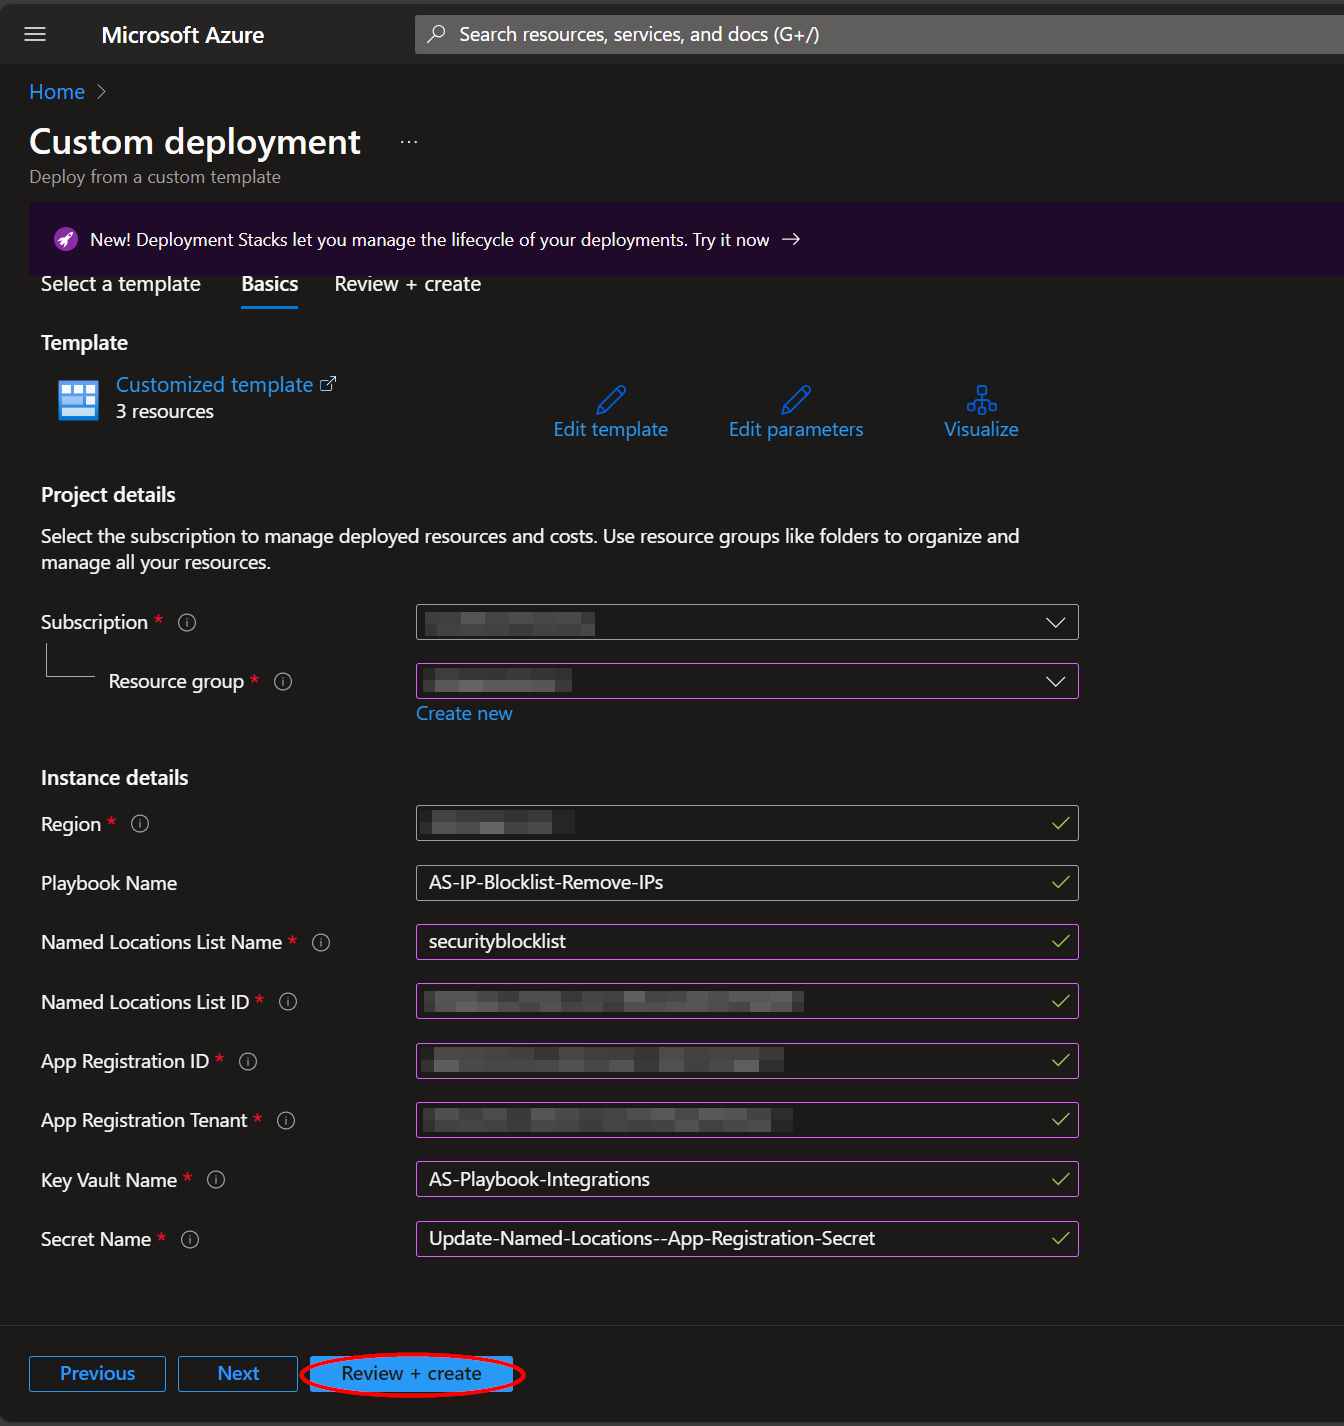 Microsoft Azure
Search resources, services, and docs (G+/)
Home
Custom deployment ...
Deploy from a custom template
New! Deployment Stacks let you manage the lifecycle of your deployments. Try it now →
Select a template Basics Review + create
Template
Customized template
3 resources
Edit template Edit parameters Visualize
Project details
Select the subscription to manage deployed resources and costs. Use resource groups like folders to organize and
manage all your resources.
Subscription *
Resource group *
Create new
Instance details
Region *
Playbook Name AS-IP-Blocklist-Remove-IPs
Named Locations List Name * securityblocklist
Named Locations List ID *
App Registration ID *
App Registration Tenant *
Key Vault Name * AS-Playbook-Integrations
Secret Name * Update-Named-Locations--App-Registration-Secret
Previous Next Review + create